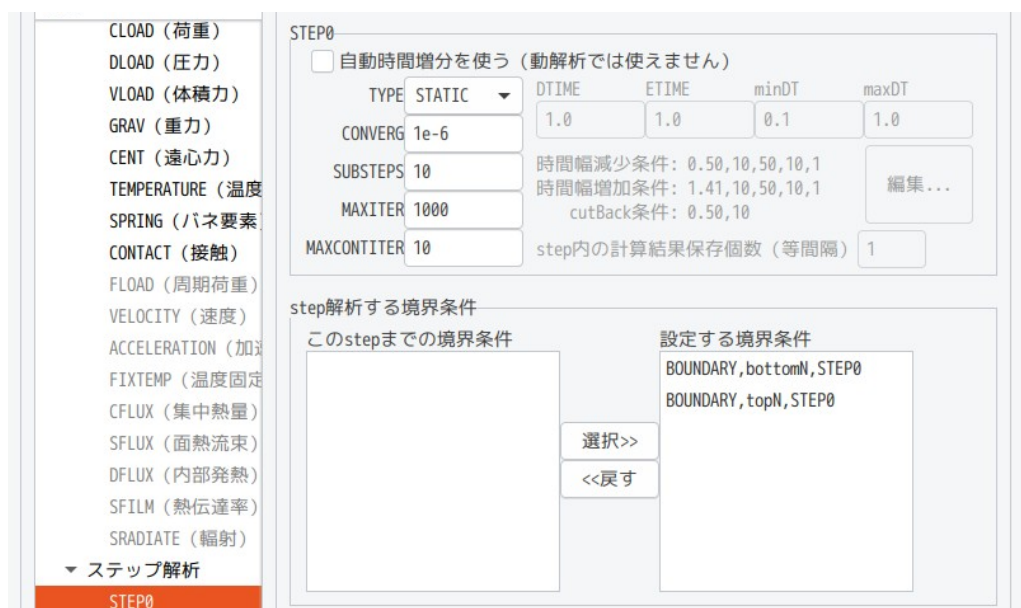 CLOAD (荷重)
DLOAD (圧力)
VLOAD (体積力)
GRAV (重力)
CENT (遠心力)
TEMPERATURE (温度
SPRING (バネ要素
CONTACT (接触)
FLOAD (周期荷重)
VELOCITY (速度)
ACCELERATION (加速
FIXTEMP (温度固定
CFLUX (集中熱量)
SFLUX (面熱流束)
DFLUX (内部発熱)
SFILM (熱伝達率)
SRADIATE (輻射)
ステップ解析
STEP0
STEP0
自動時間増分を使う (動解析では使えません)
TYPE STATIC
CONVERG 1e-6
SUBSTEPS 10
MAXITER 1000
MAXCONTITER 10
DTIME ETIME minDT maxDT
1.0 1.0 0.1 1.0
時間幅減少条件: 0.50,10,50,10,1
時間幅増加条件: 1.41,10,50,10,1
cutBack条件: 0.50,10
編集...
step内の計算結果保存個数 (等間隔) 1
step解析する境界条件
このstepまでの境界条件
選択>>
<<戻す
設定する境界条件
BOUNDARY,bottomN,STEP0
BOUNDARY,topN,STEP0